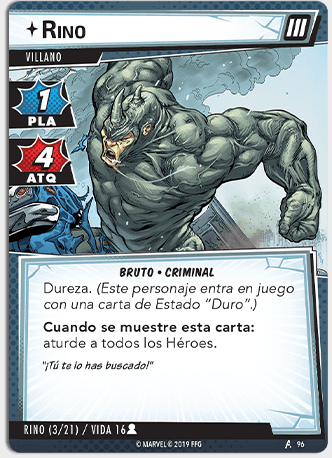 RINO
III
VILLANO
1
PLA
4
ATQ
BRUTO • CRIMINAL
Dureza. (Este personaje entra en juego
con una carta de Estado “Duro”.)
Cuando se muestre esta carta:
aturde a todos los Héroes.
"¡Tú te lo has buscado!"
RINO (3/21) / VIDA 16
© MARVEL © 2019 FFG
96